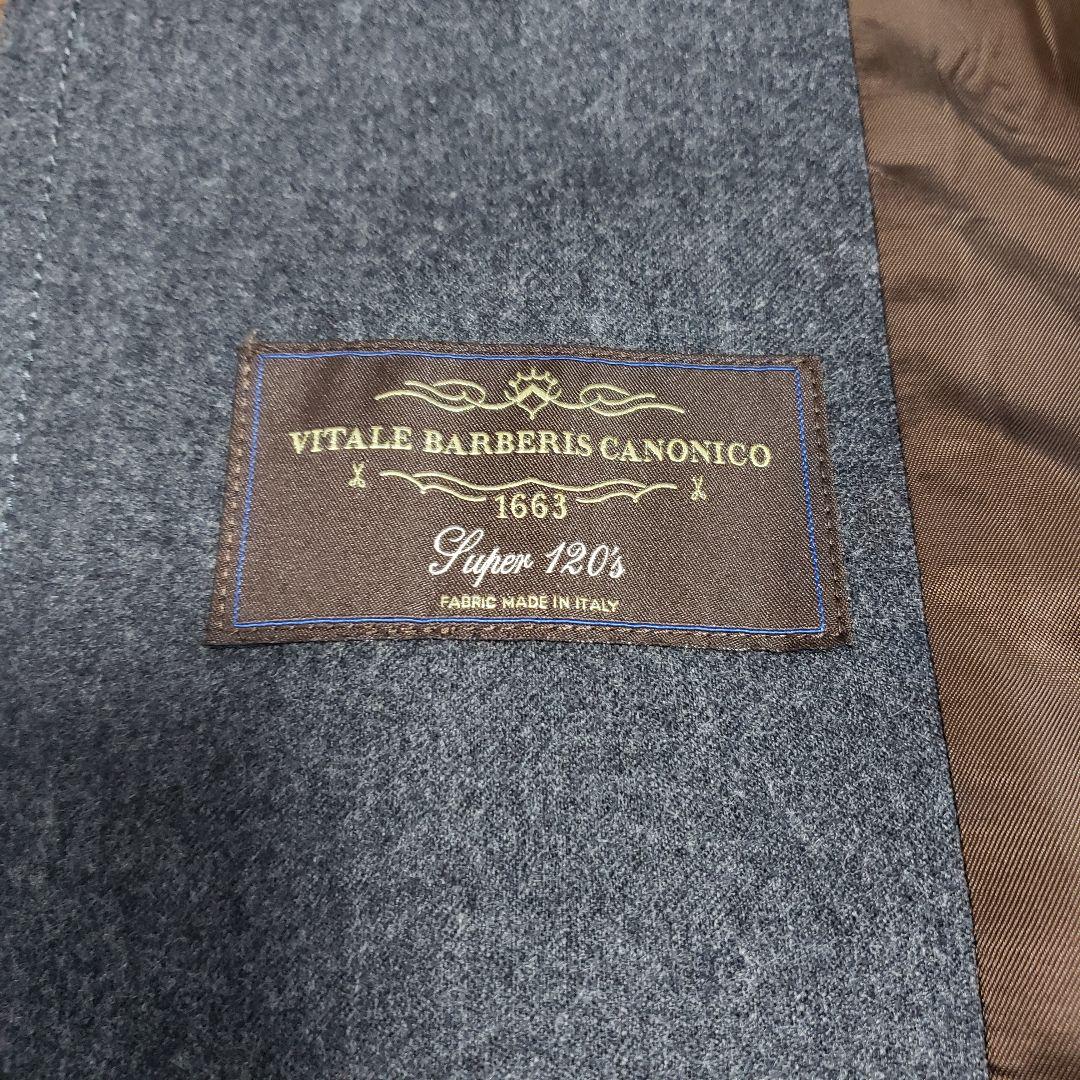 VITALE BARBERIS CANONICO
1663
Super 120's
FABRIC MADE IN ITALY